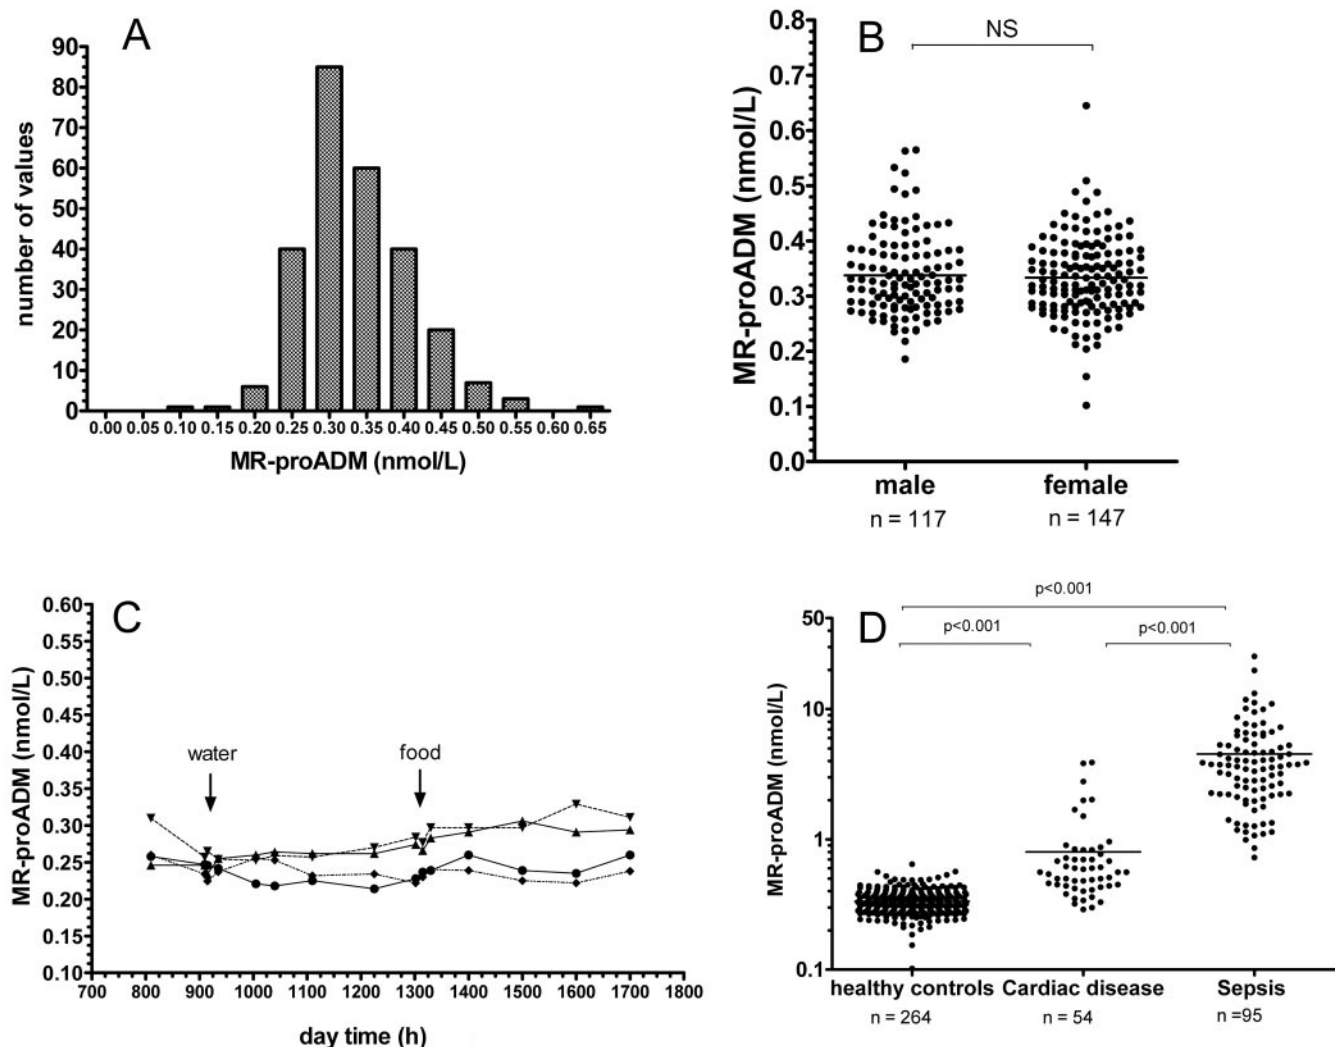 A
90
80
70
60
50
40
30
20
10
0
number of values
0.00 0.05 0.10 0.15 0.20 0.25 0.30 0.35 0.40 0.45 0.50 0.55 0.60 0.65
MR-proADM (nmol/L)
B
NS
0.8
0.7
0.6
0.5
0.4
0.3
0.2
0.1
0.0
MR-proADM (nmol/L)
male female
n = 117 n = 147
C
0.60
0.55
0.50
0.45
0.40
0.35
0.30
0.25
0.20
0.15
0.10
MR-proADM (nmol/L)
water
food
700 800 900 1000 1100 1200 1300 1400 1500 1600 1700 1800
day time (h)
D
p<0.001
p<0.001 p<0.001
50
10
1
0.1
MR-proADM (nmol/L)
healthy controls Cardiac disease Sepsis
n = 264 n = 54 n =95